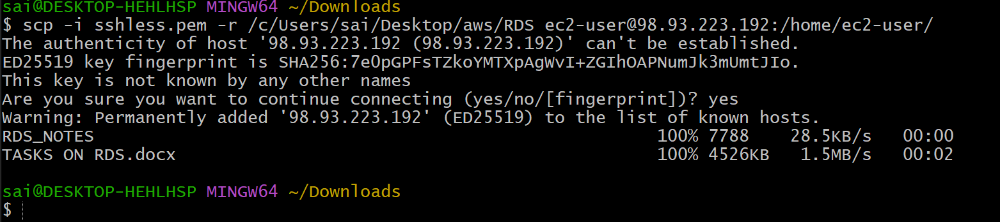 sai@DESKTOP-HEHLHSP MINGW64 ~/Downloads
$ scp -i sshless.pem -r /c/Users/sai/Desktop/aws/RDS ec2-user@98.93.223.192:/home/ec2-user/
The authenticity of host '98.93.223.192 (98.93.223.192)' can't be established.
ED25519 key fingerprint is SHA256:7e0pGPFsTZkoYMTXpAgWvI+ZGIhOAPNumJk3mUmtJIo.
This key is not known by any other names
Are you sure you want to continue connecting (yes/no/[fingerprint])? yes
Warning: Permanently added '98.93.223.192' (ED25519) to the list of known hosts.
RDS_NOTES 100% 7788 28.5KB/s 00:00
TASKS ON RDS.docx 100% 4526KB 1.5MB/s 00:02
sai@DESKTOP-HEHLHSP MINGW64 ~/Downloads
$